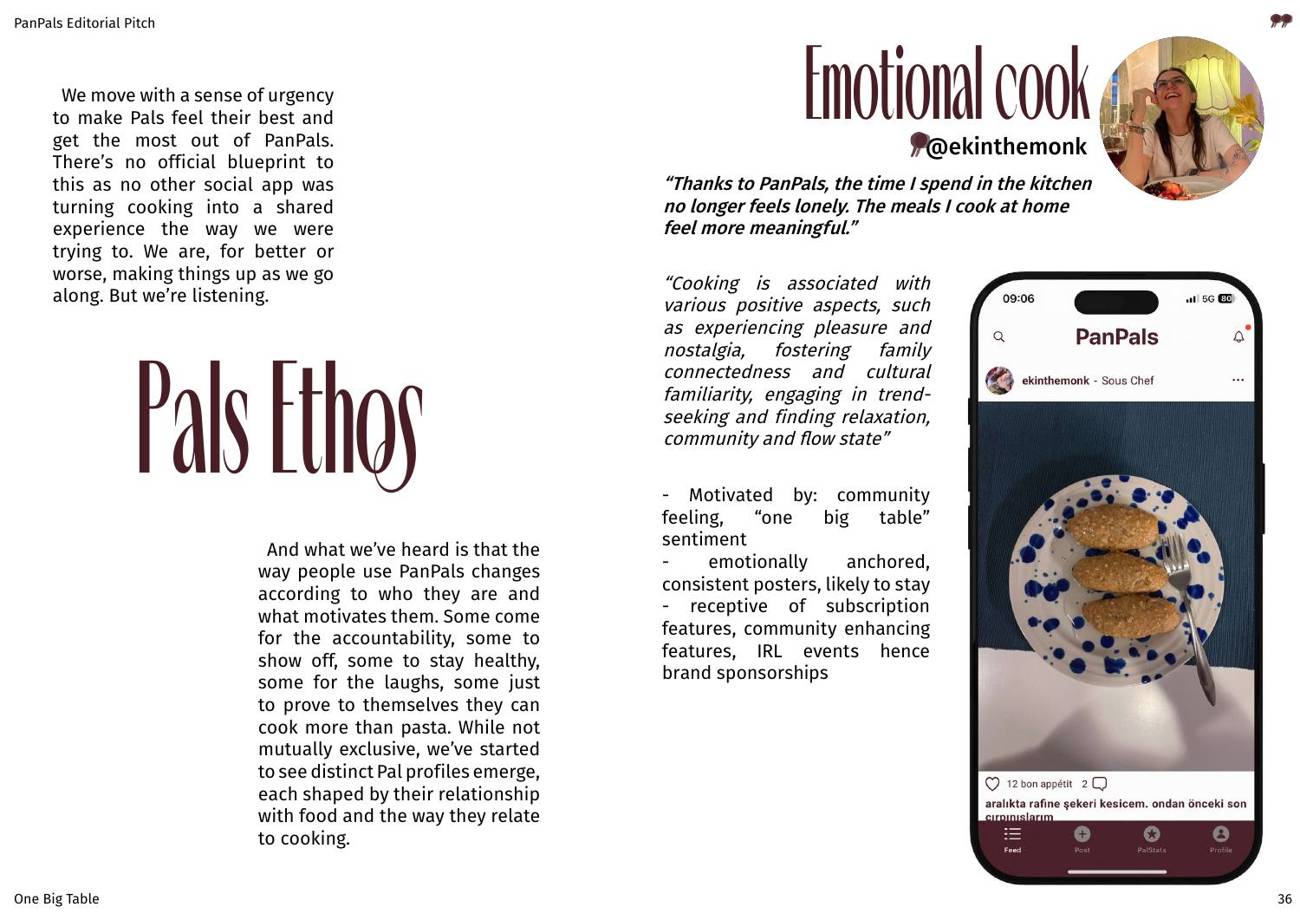 PanPals Editorial Pitch
We move with a sense of urgency
to make Pals feel their best and
get the most out of PanPals.
There's no official blueprint to
this as no other social app was
turning cooking into a shared
experience the way we were
trying to. We are, for better or
worse, making things up as we go
along. But we're listening.
Pals Ethos
And what we've heard is that the
way people use PanPals changes
according to who they are and
what motivates them. Some come
for the accountability, some to
show off, some to stay healthy,
some for the laughs, some just
to prove to themselves they can
cook more than pasta. While not
mutually exclusive, we've started
to see distinct Pal profiles emerge,
each shaped by their relationship
with food and the way they relate
to cooking.
One Big Table
Emotional cook
@ekinthemonk
“Thanks to PanPals, the time I spend in the kitchen
no longer feels lonely. The meals I cook at home
feel more meaningful.”
“Cooking is associated with
various positive aspects, such
as experiencing pleasure and
nostalgia, fostering family
connectedness and cultural
familiarity, engaging in trend-
seeking and finding relaxation,
community and flow state”
- Motivated by: community
feeling, “one big table”
sentiment
- emotionally anchored,
consistent posters, likely to stay
- receptive of subscription
features, community enhancing
features, IRL events hence
brand sponsorships
09:06
5G 80
PanPals
ekinthemonk - Sous Chef
12 bon appétit 2
aralıkta rafine şekeri kesicem. ondan önceki son
çırpınışlarım
Feed Post PalStats Profile
36